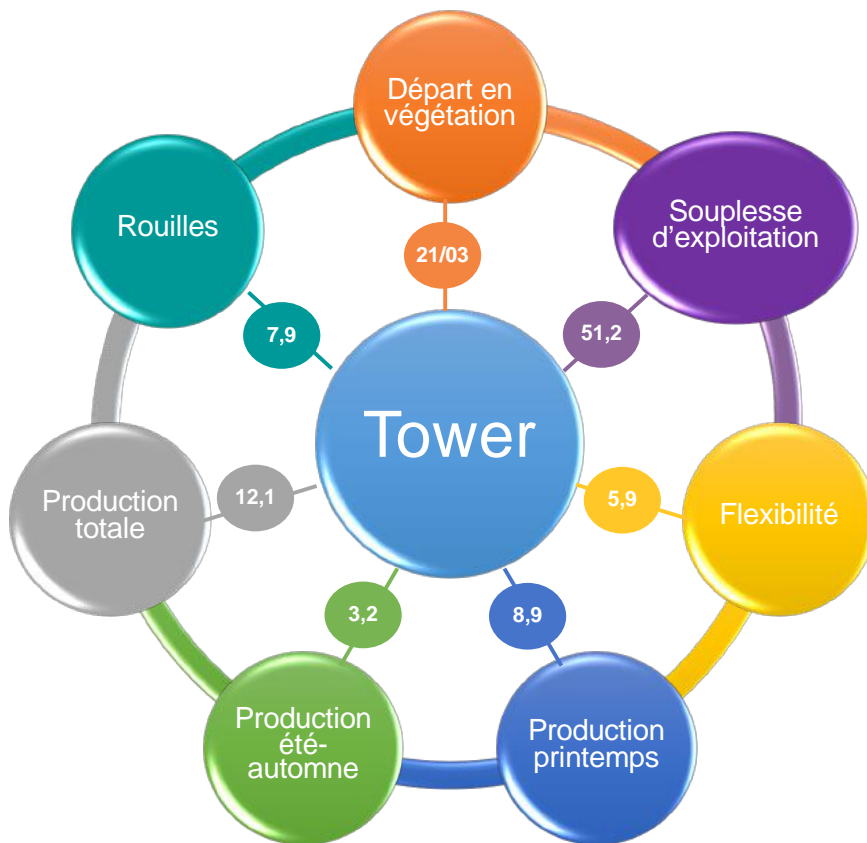 Départ en
végétation
21/03
Souplesse
d'exploitation
51,2
Flexibilité
5,9
Production
printemps
8,9
Production
été-
automne
3,2
Production
totale
12,1
Rouilles
7,9
Tower